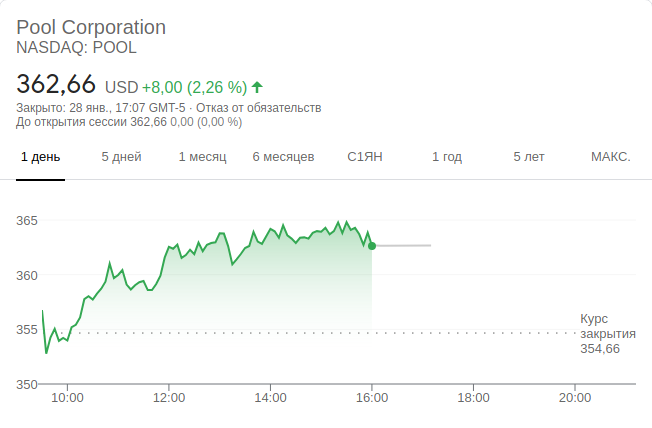 Pool Corporation
NASDAQ: POOL
362,66 USD +8,00 (2,26 %)
Закрыто: 28 янв., 17:07 GMT-5 · Отказ от обязательств
До открытия сессии 362,66 0,00 (0,00 %)
1 день 5 дней 1 месяц 6 месяцев С1ЯН 1 год 5 лет МАКС.
365
360
355
350
Курс
закрытия
354,66
10:00 12:00 14:00 16:00 18:00 20:00